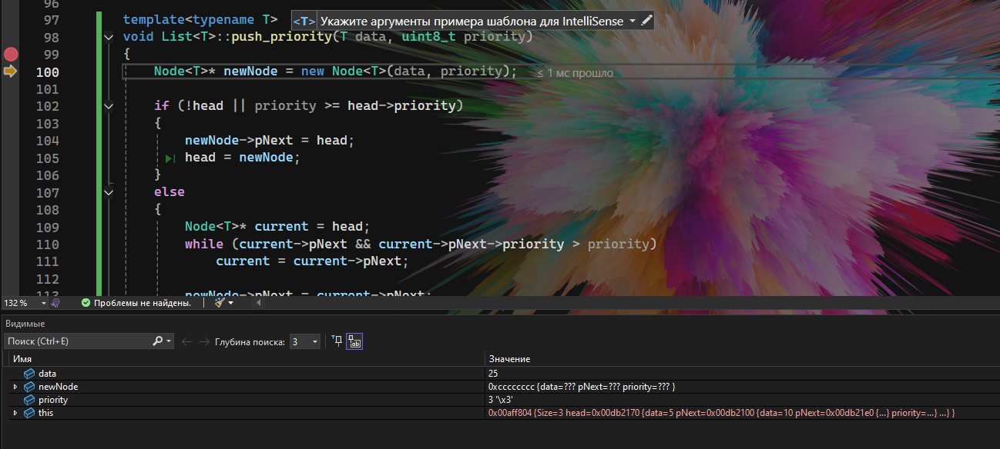 96
97 template<typename T> <T> Укажите аргументы примера шаблона для IntelliSense
98 void List<T>::push_priority(T data, uint8_t priority)
99 {
100 Node<T>* newNode = new Node<T>(data, priority); ≤ 1 мс прошло
101
102 if (!head || priority >= head->priority)
103 {
104 newNode->pNext = head;
105 head = newNode;
106 }
107 else
108 {
109 Node<T>* current = head;
110 while (current->pNext && current->pNext->priority > priority)
111 current = current->pNext;
112
113 newNode->pNext = current->pNext;
132 % Проблемы не найдены.
Видимые
Поиск (Ctrl+E) Глубина поиска: 3
Имя Значение
data 25
newNode 0xcccccccc {data=??? pNext=??? priority=??? }
priority 3 '\x3'
this 0x00aff804 {Size=3 head=0x00db2170 {data=5 pNext=0x00db2100 {data=10 pNext=0x00db21e0 {...} priority=...} ...} }